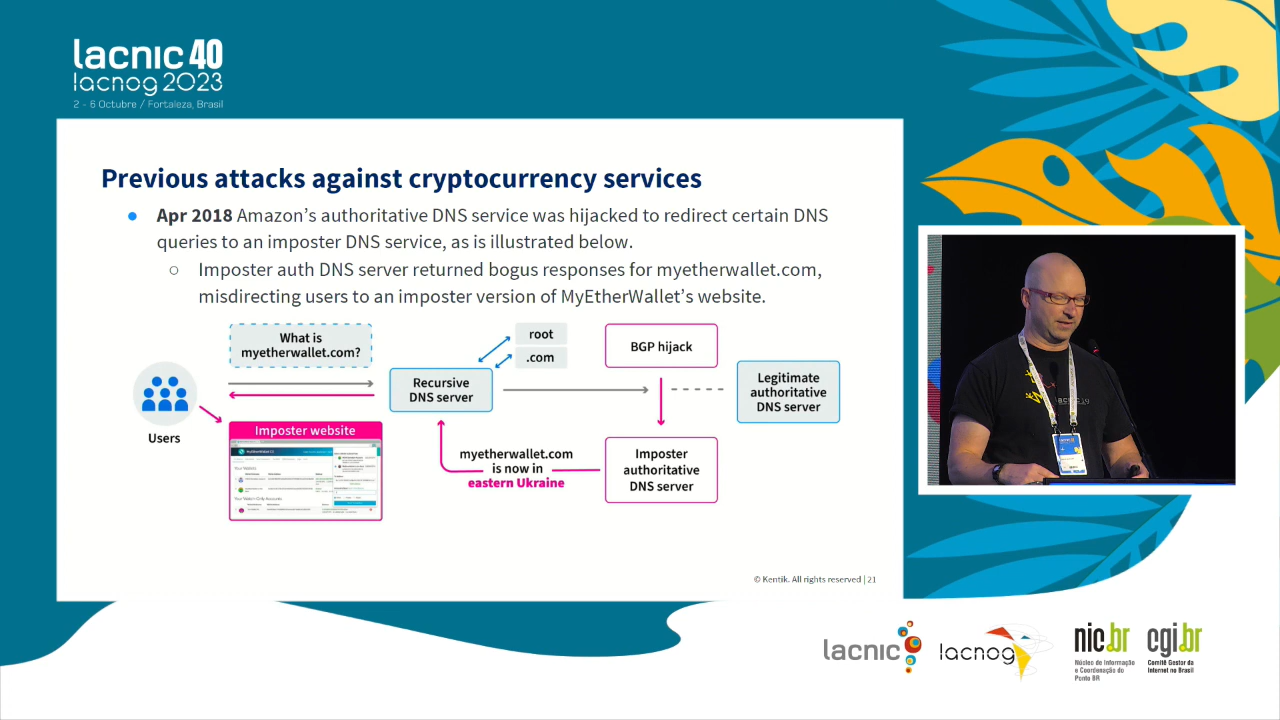 lacnic 40
lacnog 2023
2 - 6 Octubre / Fortaleza, Brasil
Previous attacks against cryptocurrency services
Apr 2018 Amazon's authoritative DNS service was hijacked to redirect certain DNS
queries to an imposter DNS service, as is illustrated below.
Imposter auth DNS server returned bogus responses for myetherwallet.com,
misdirecting users to an imposter version of MyEtherWallet's website.
What is
myetherwallet.com?
root
.com
BGP hijack
Recursive
DNS server
Legitimate
authoritative
DNS server
Users
Imposter website
myetherwallet.com
is now in
eastern Ukraine
Imposter
authoritative
DNS server
© Kentik. All rights reserved | 21
lacnic
lacnog
nic.br
Núcleo de Informação
e Coordenação do
Ponto BR
cgi.br
Comitê Gestor da
Internet no Brasil